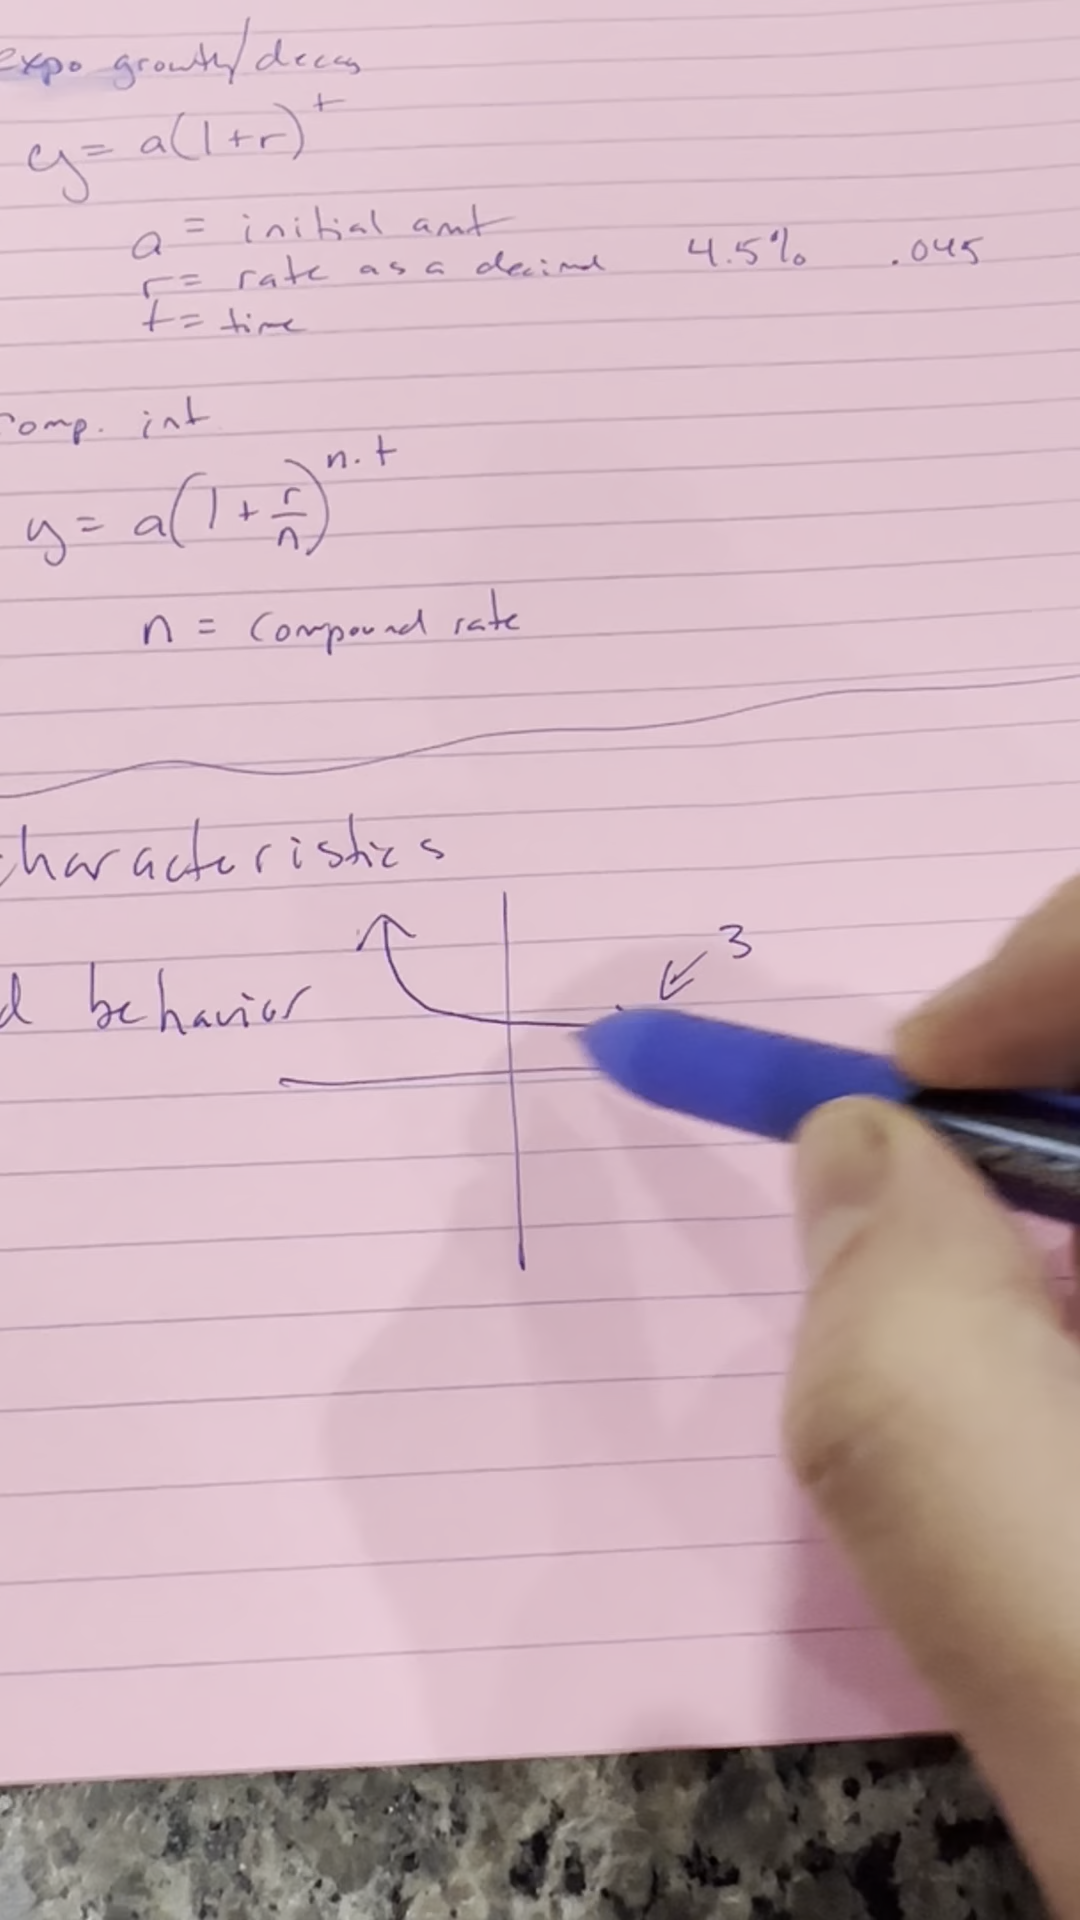 expo growth/decay
y = a(1+r)^t
a = initial amt
r = rate as a decimal 4.5% .045
t = time
comp. int
y = a(1 + r/n)^n·t
n = compound rate
characteristics
d behavior
3